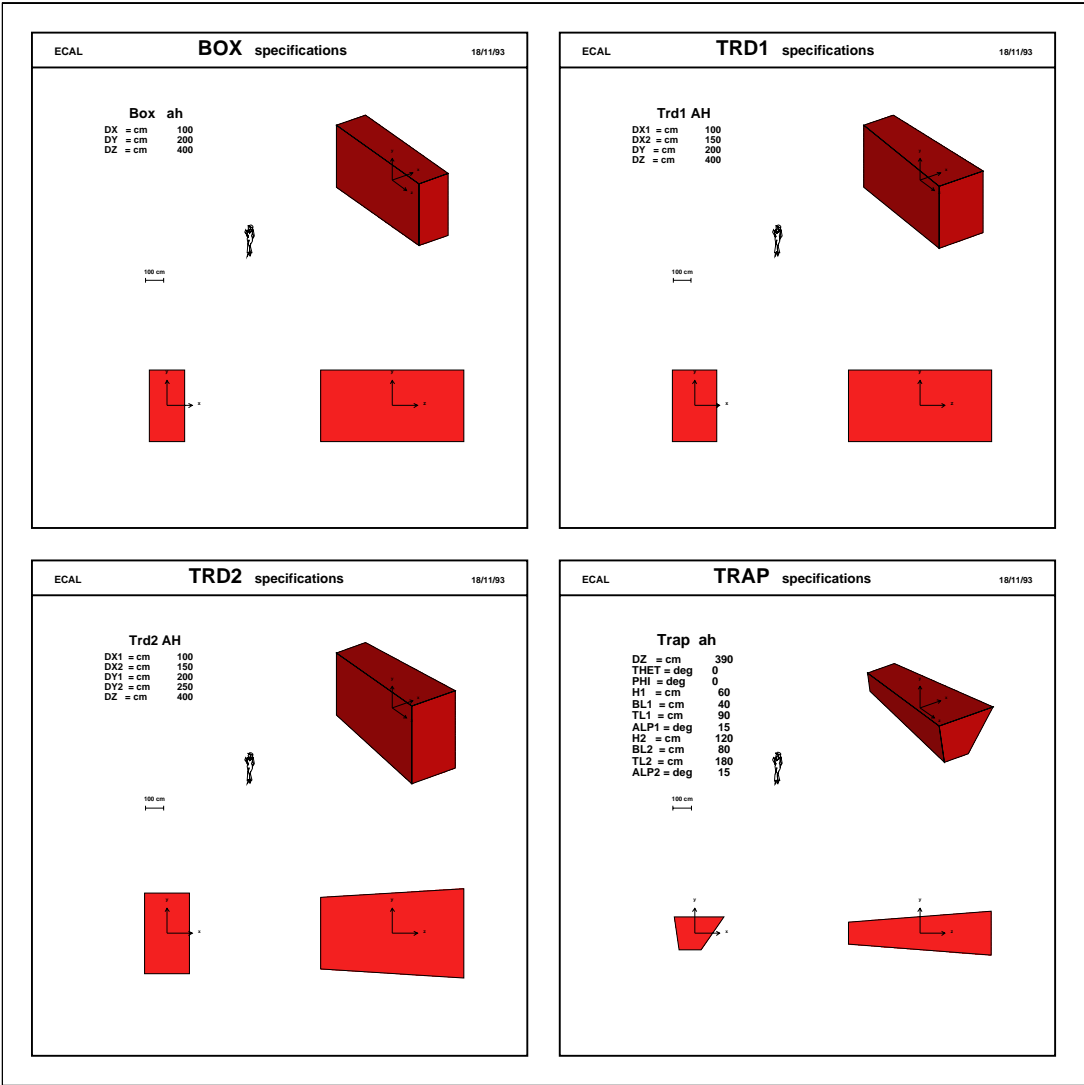 ECAL BOX specifications 18/11/93
Box ah
DX = cm 100
DY = cm 200
DZ = cm 400
y
x
z
100 cm
y
x
y
z
ECAL TRD1 specifications 18/11/93
Trd1 AH
DX1 = cm 100
DX2 = cm 150
DY = cm 200
DZ = cm 400
y
x
z
100 cm
y
x
y
z
ECAL TRD2 specifications 18/11/93
Trd2 AH
DX1 = cm 100
DX2 = cm 150
DY1 = cm 200
DY2 = cm 250
DZ = cm 400
y
x
z
100 cm
y
x
y
z
ECAL TRAP specifications 18/11/93
Trap ah
DZ = cm 390
THET = deg 0
PHI = deg 0
H1 = cm 60
BL1 = cm 40
TL1 = cm 90
ALP1 = deg 15
H2 = cm 120
BL2 = cm 80
TL2 = cm 180
ALP2 = deg 15
y
x
z
100 cm
y
x
y
z